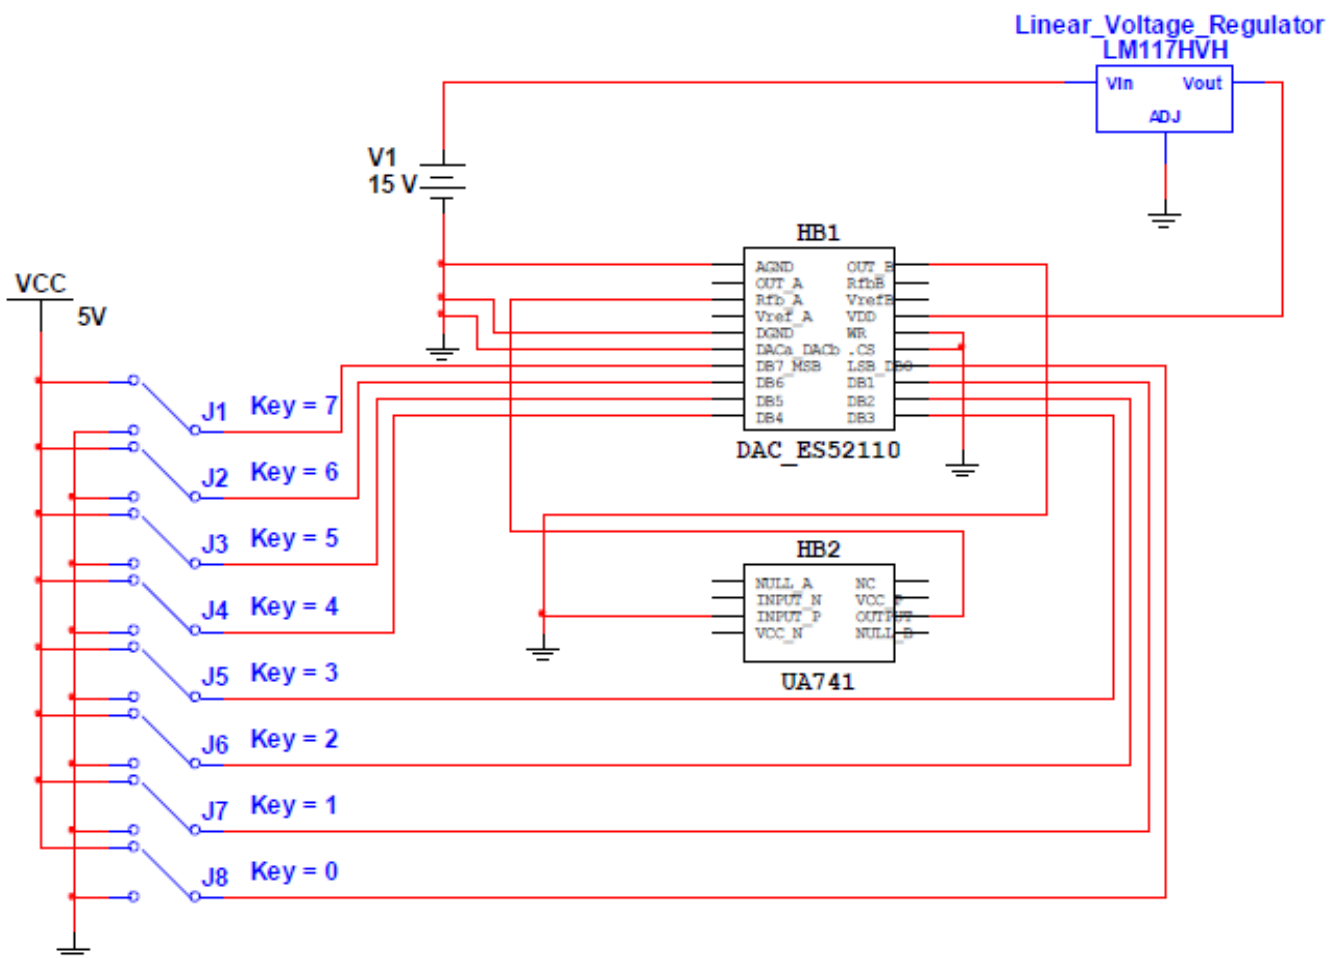 Linear_Voltage_Regulator
LM117HVH
Vin Vout
ADJ
V1
15 V
HB1
AGND OUT_B
OUT_A RfbB
Rfb_A VrefB
Vref_A VDD
DGND WR
DACa_DACb .CS
DB7_MSB LSB_DB0
DB6 DB1
DB5 DB2
DB4 DB3
DAC_ES52110
VCC
5V
J1 Key = 7
J2 Key = 6
J3 Key = 5
J4 Key = 4
J5 Key = 3
J6 Key = 2
J7 Key = 1
J8 Key = 0
HB2
NULL_A NC
INPUT_N VCC_P
INPUT_P OUTPUT
VCC_N NULL_B
UA741